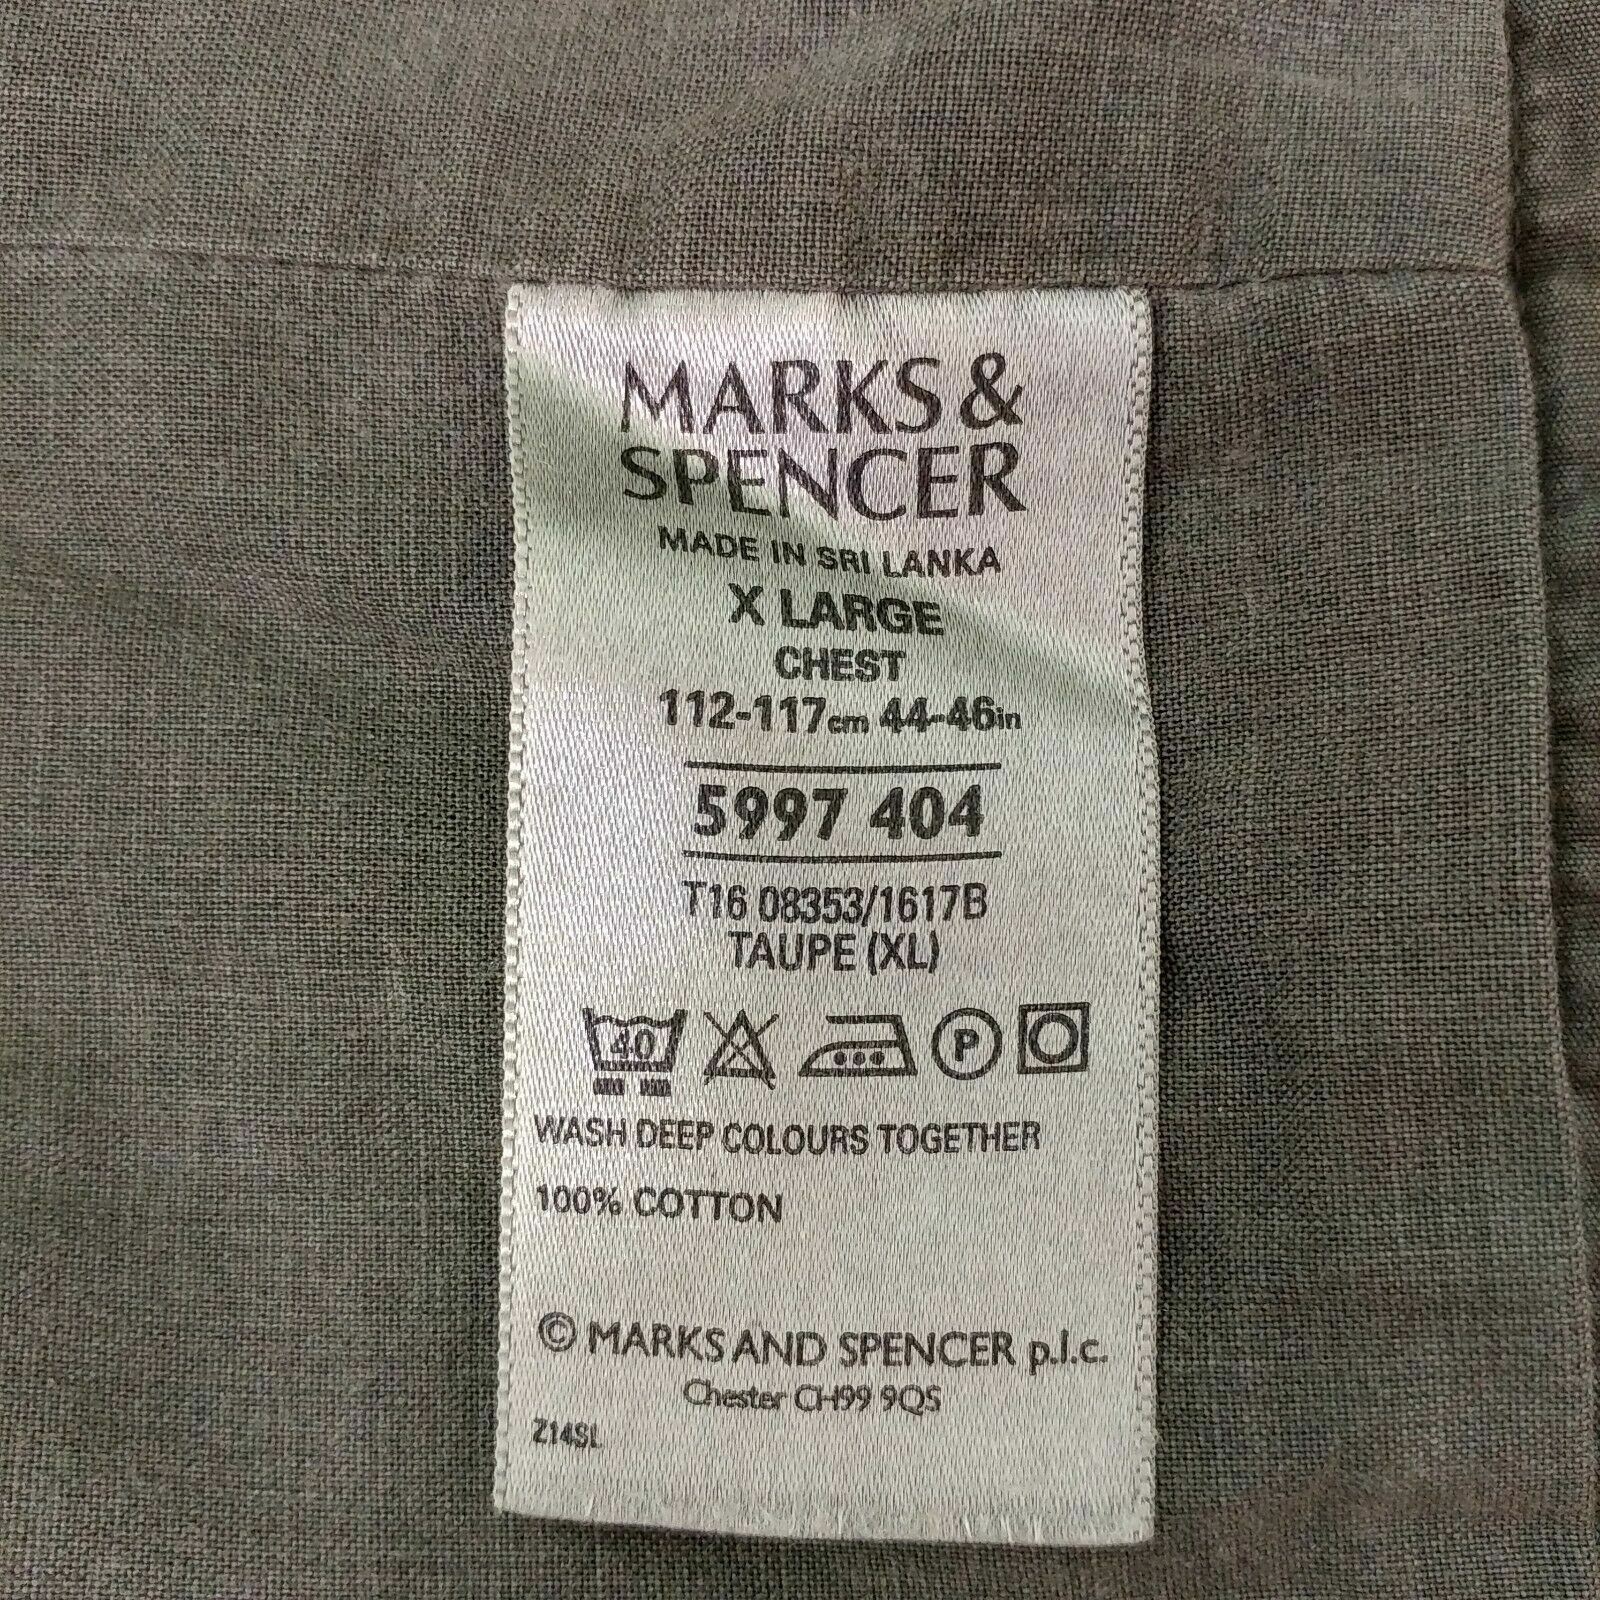 MARKS &
SPENCER
MADE IN SRI LANKA
X LARGE
CHEST
112-117cm 44-46in
5997 404
T16 08353/1617B
TAUPE (XL)
40 P
WASH DEEP COLOURS TOGETHER
100% COTTON
© MARKS AND SPENCER p.l.c.
Chester CH99 9QS
Z14SL